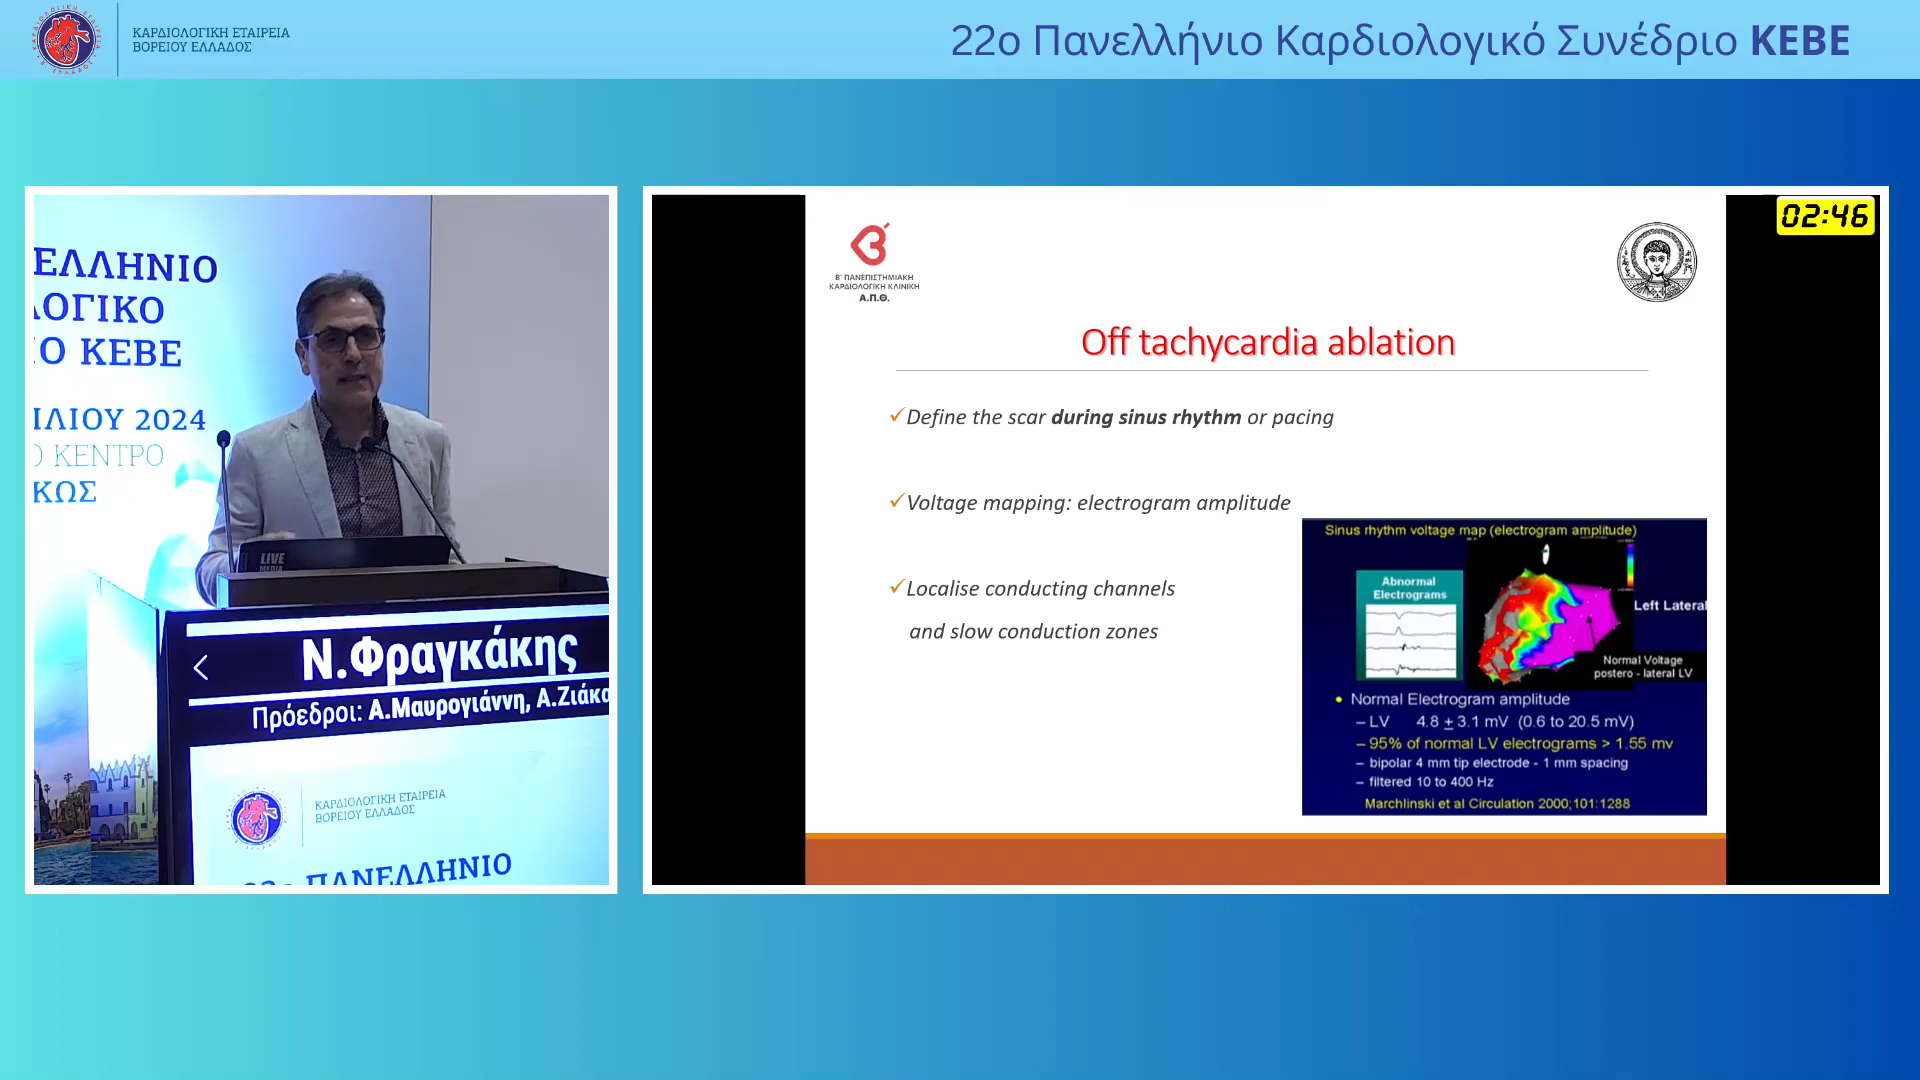 ΚΑΡΔΙΟΛΟΓΙΚΗ ΕΤΑΙΡΕΙΑ
ΒΟΡΕΙΟΥ ΕΛΛΑΔΟΣ
22ο Πανελλήνιο Καρδιολογικό Συνέδριο ΚΕΒΕ
ΕΛΛΗΝΙΟ
ΛΟΓΙΚΟ
Ο ΚΕΒΕ
ΙΛΙΟΥ 2024
ΚΕΝΤΡΟ
ΚΩΣ
LIVE
MEDIA
Ν.Φραγκάκης
Πρόεδροι: Α.Μαυρογιάννη, Α.Ζιάκα
ΚΑΡΔΙΟΛΟΓΙΚΗ ΕΤΑΙΡΕΙΑ
ΒΟΡΕΙΟΥ ΕΛΛΑΔΟΣ
22ο ΠΑΝΕΛΛΗΝΙΟ
02:46
Β' ΠΑΝΕΠΙΣΤΗΜΙΑΚΗ
ΚΑΡΔΙΟΛΟΓΙΚΗ ΚΛΙΝΙΚΗ
Α.Π.Θ.
Off tachycardia ablation
✓Define the scar during sinus rhythm or pacing
✓Voltage mapping: electrogram amplitude
✓Localise conducting channels
and slow conduction zones
Sinus rhythm voltage map (electrogram amplitude)
Abnormal
Electrograms
Left Lateral
Normal Voltage
postero - lateral LV
• Normal Electrogram amplitude
– LV 4.8 ± 3.1 mV (0.6 to 20.5 mV)
– 95% of normal LV electrograms > 1.55 mv
– bipolar 4 mm tip electrode - 1 mm spacing
– filtered 10 to 400 Hz
Marchlinski et al Circulation 2000;101:1288